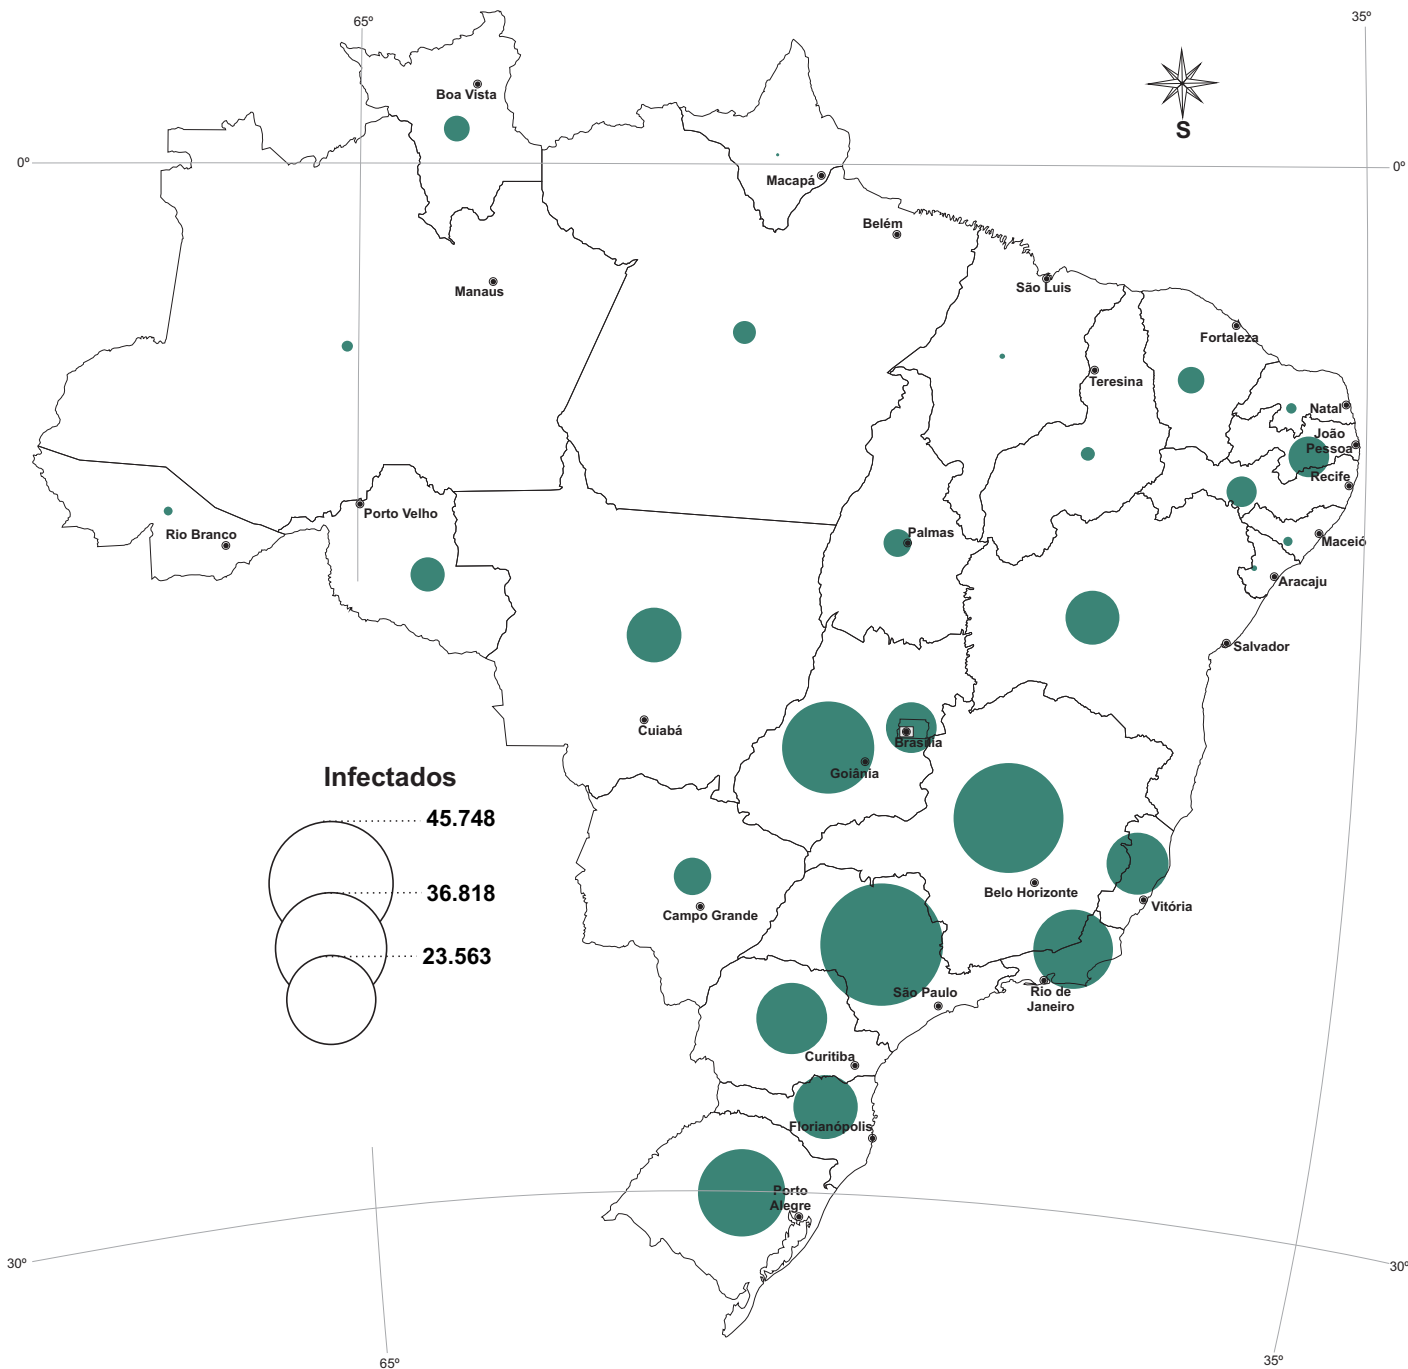 65º
35º
Boa Vista
S
0º
0º
Macapá
Belém
Manaus
São Luis
Fortaleza
Teresina
Natal
João
Pessoa
Recife
Porto Velho
Rio Branco
Palmas
Maceió
Aracaju
Salvador
Cuiabá
Brasília
Goiânia
Infectados
45.748
36.818
23.563
Belo Horizonte
Campo Grande
Vitória
São Paulo
Rio de
Janeiro
Curitiba
Florianópolis
Porto
Alegre
30º
30º
65º
35º